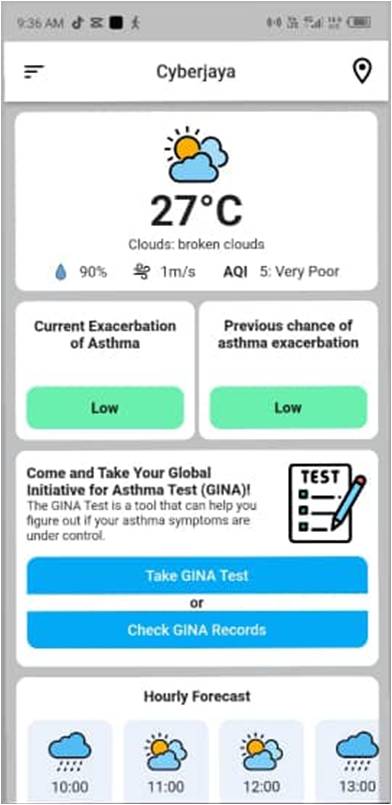 9:36 AM
Cyberjaya
27°C
Clouds: broken clouds
90% 1m/s AQI 5: Very Poor
Current Exacerbation
of Asthma
Low
Previous chance of
asthma exacerbation
Low
Come and Take Your Global
Initiative for Asthma Test (GINA)!
The GINA Test is a tool that can help you
figure out if your asthma symptoms are
under control.
TEST
Take GINA Test
or
Check GINA Records
Hourly Forecast
10:00 11:00 12:00 13:00